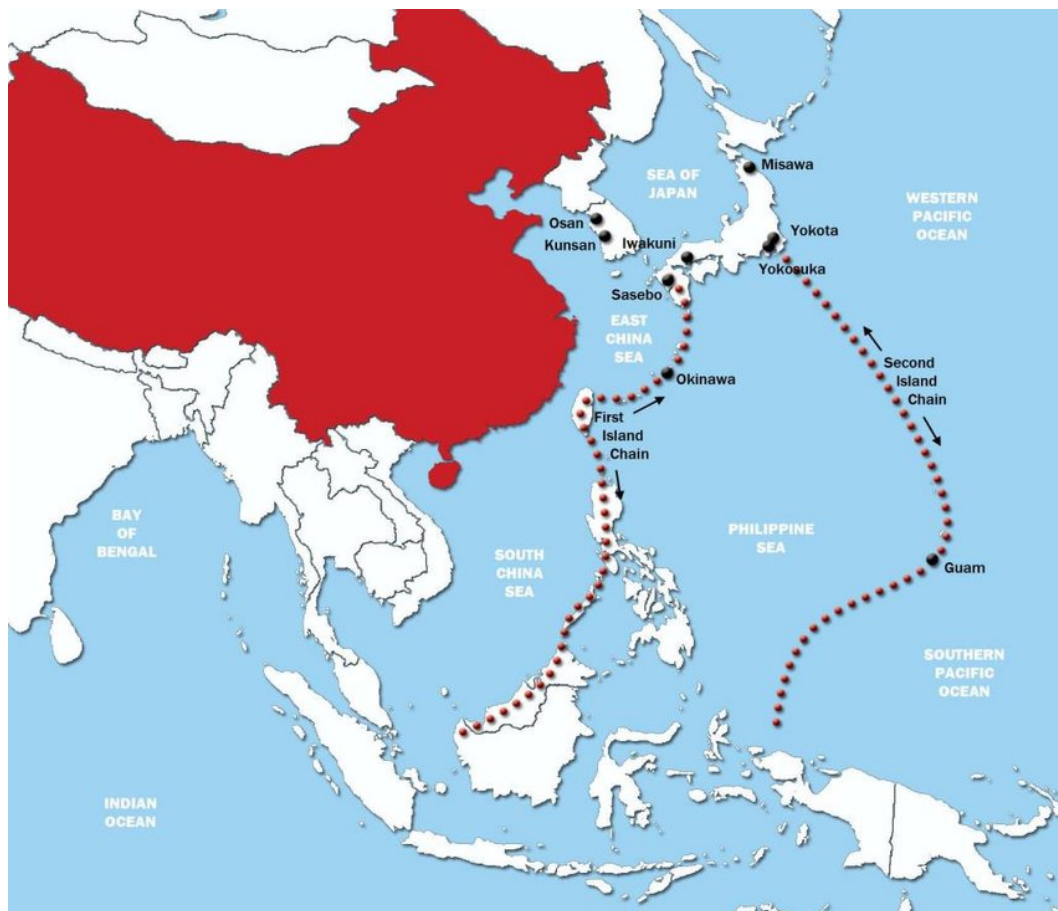 Misawa
SEA OF
JAPAN
WESTERN
PACIFIC
OCEAN
Osan
Kunsan
Iwakuni
Yokota
Yokosuka
Sasebo
EAST
CHINA
SEA
Second
Island
Chain
Okinawa
First
Island
Chain
BAY
OF
BENGAL
PHILIPPINE
SEA
SOUTH
CHINA
SEA
Guam
SOUTHERN
PACIFIC
OCEAN
INDIAN
OCEAN